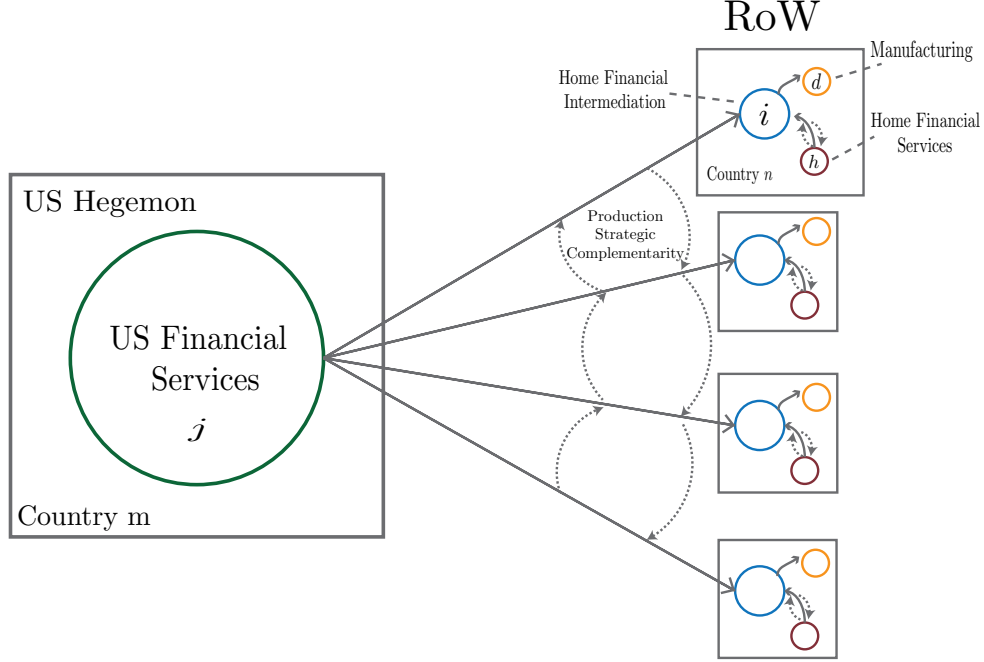 RoW
Manufacturing
Home Financial
Intermediation
d
i
Home Financial
Services
h
Country n
US Hegemon
Production
Strategic
Complementarity
US Financial
Services
j
Country m